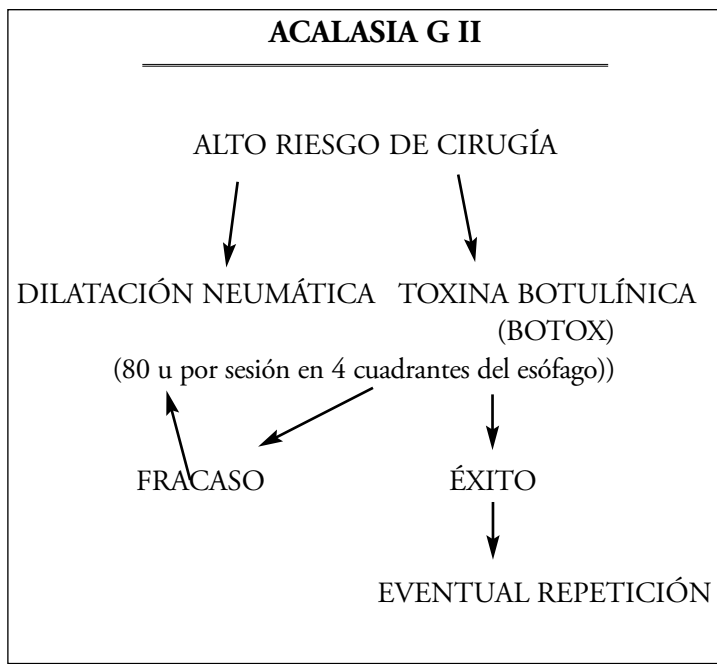 ACALASIA G II
ALTO RIESGO DE CIRUGÍA
DILATACIÓN NEUMÁTICA TOXINA BOTULÍNICA
(BOTOX)
(80 u por sesión en 4 cuadrantes del esófago))
FRACASO ÉXITO
EVENTUAL REPETICIÓN